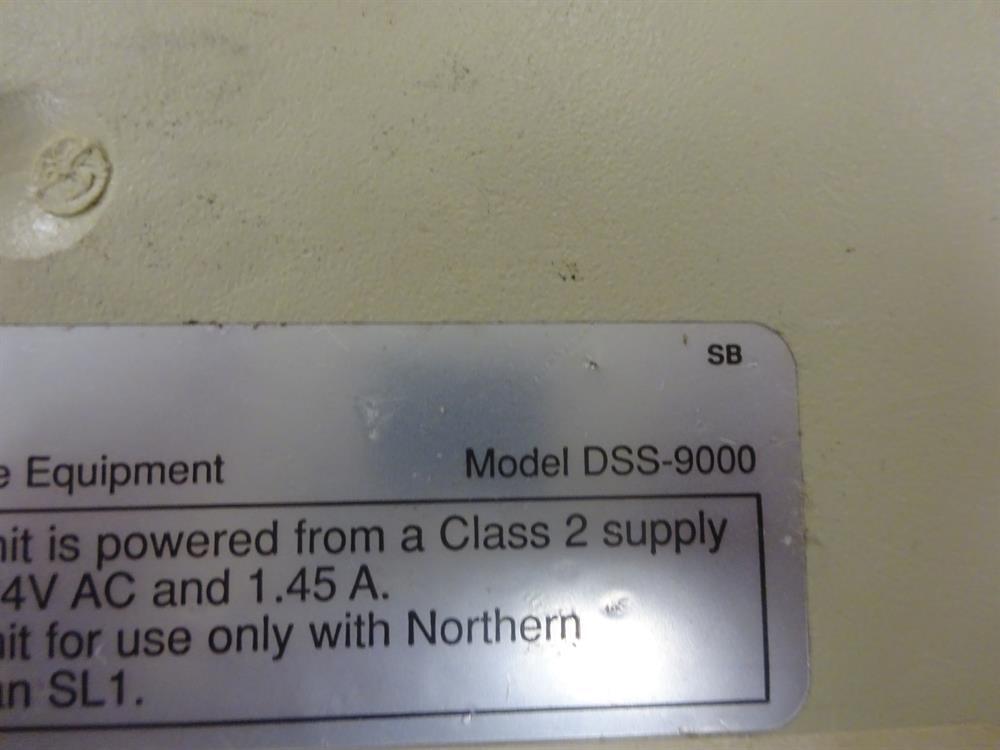 SB
e Equipment Model DSS-9000
nit is powered from a Class 2 supply
4V AC and 1.45 A.
nit for use only with Northern
an SL1.